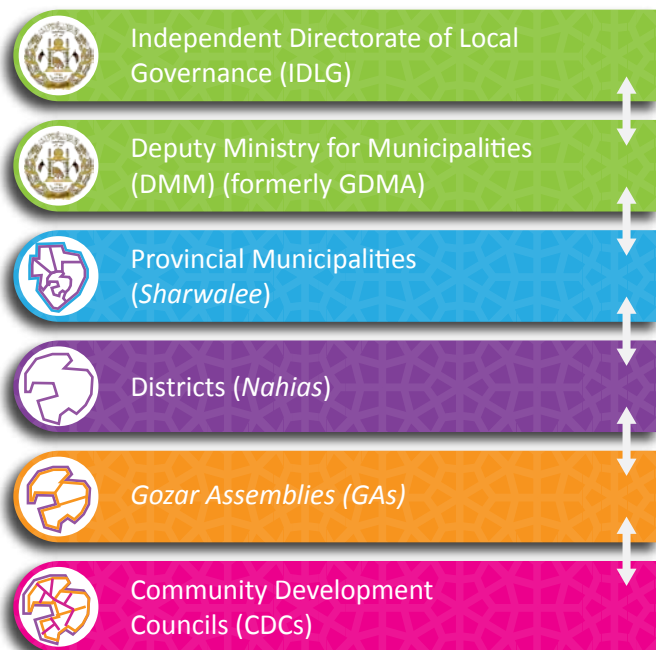 Independent Directorate of Local
Governance (IDLG)
Deputy Ministry for Municipalities
(DMM) (formerly GDMA)
Provincial Municipalities
(Sharwalee)
Districts (Nahias)
Gozar Assemblies (GAs)
Community Development
Councils (CDCs)